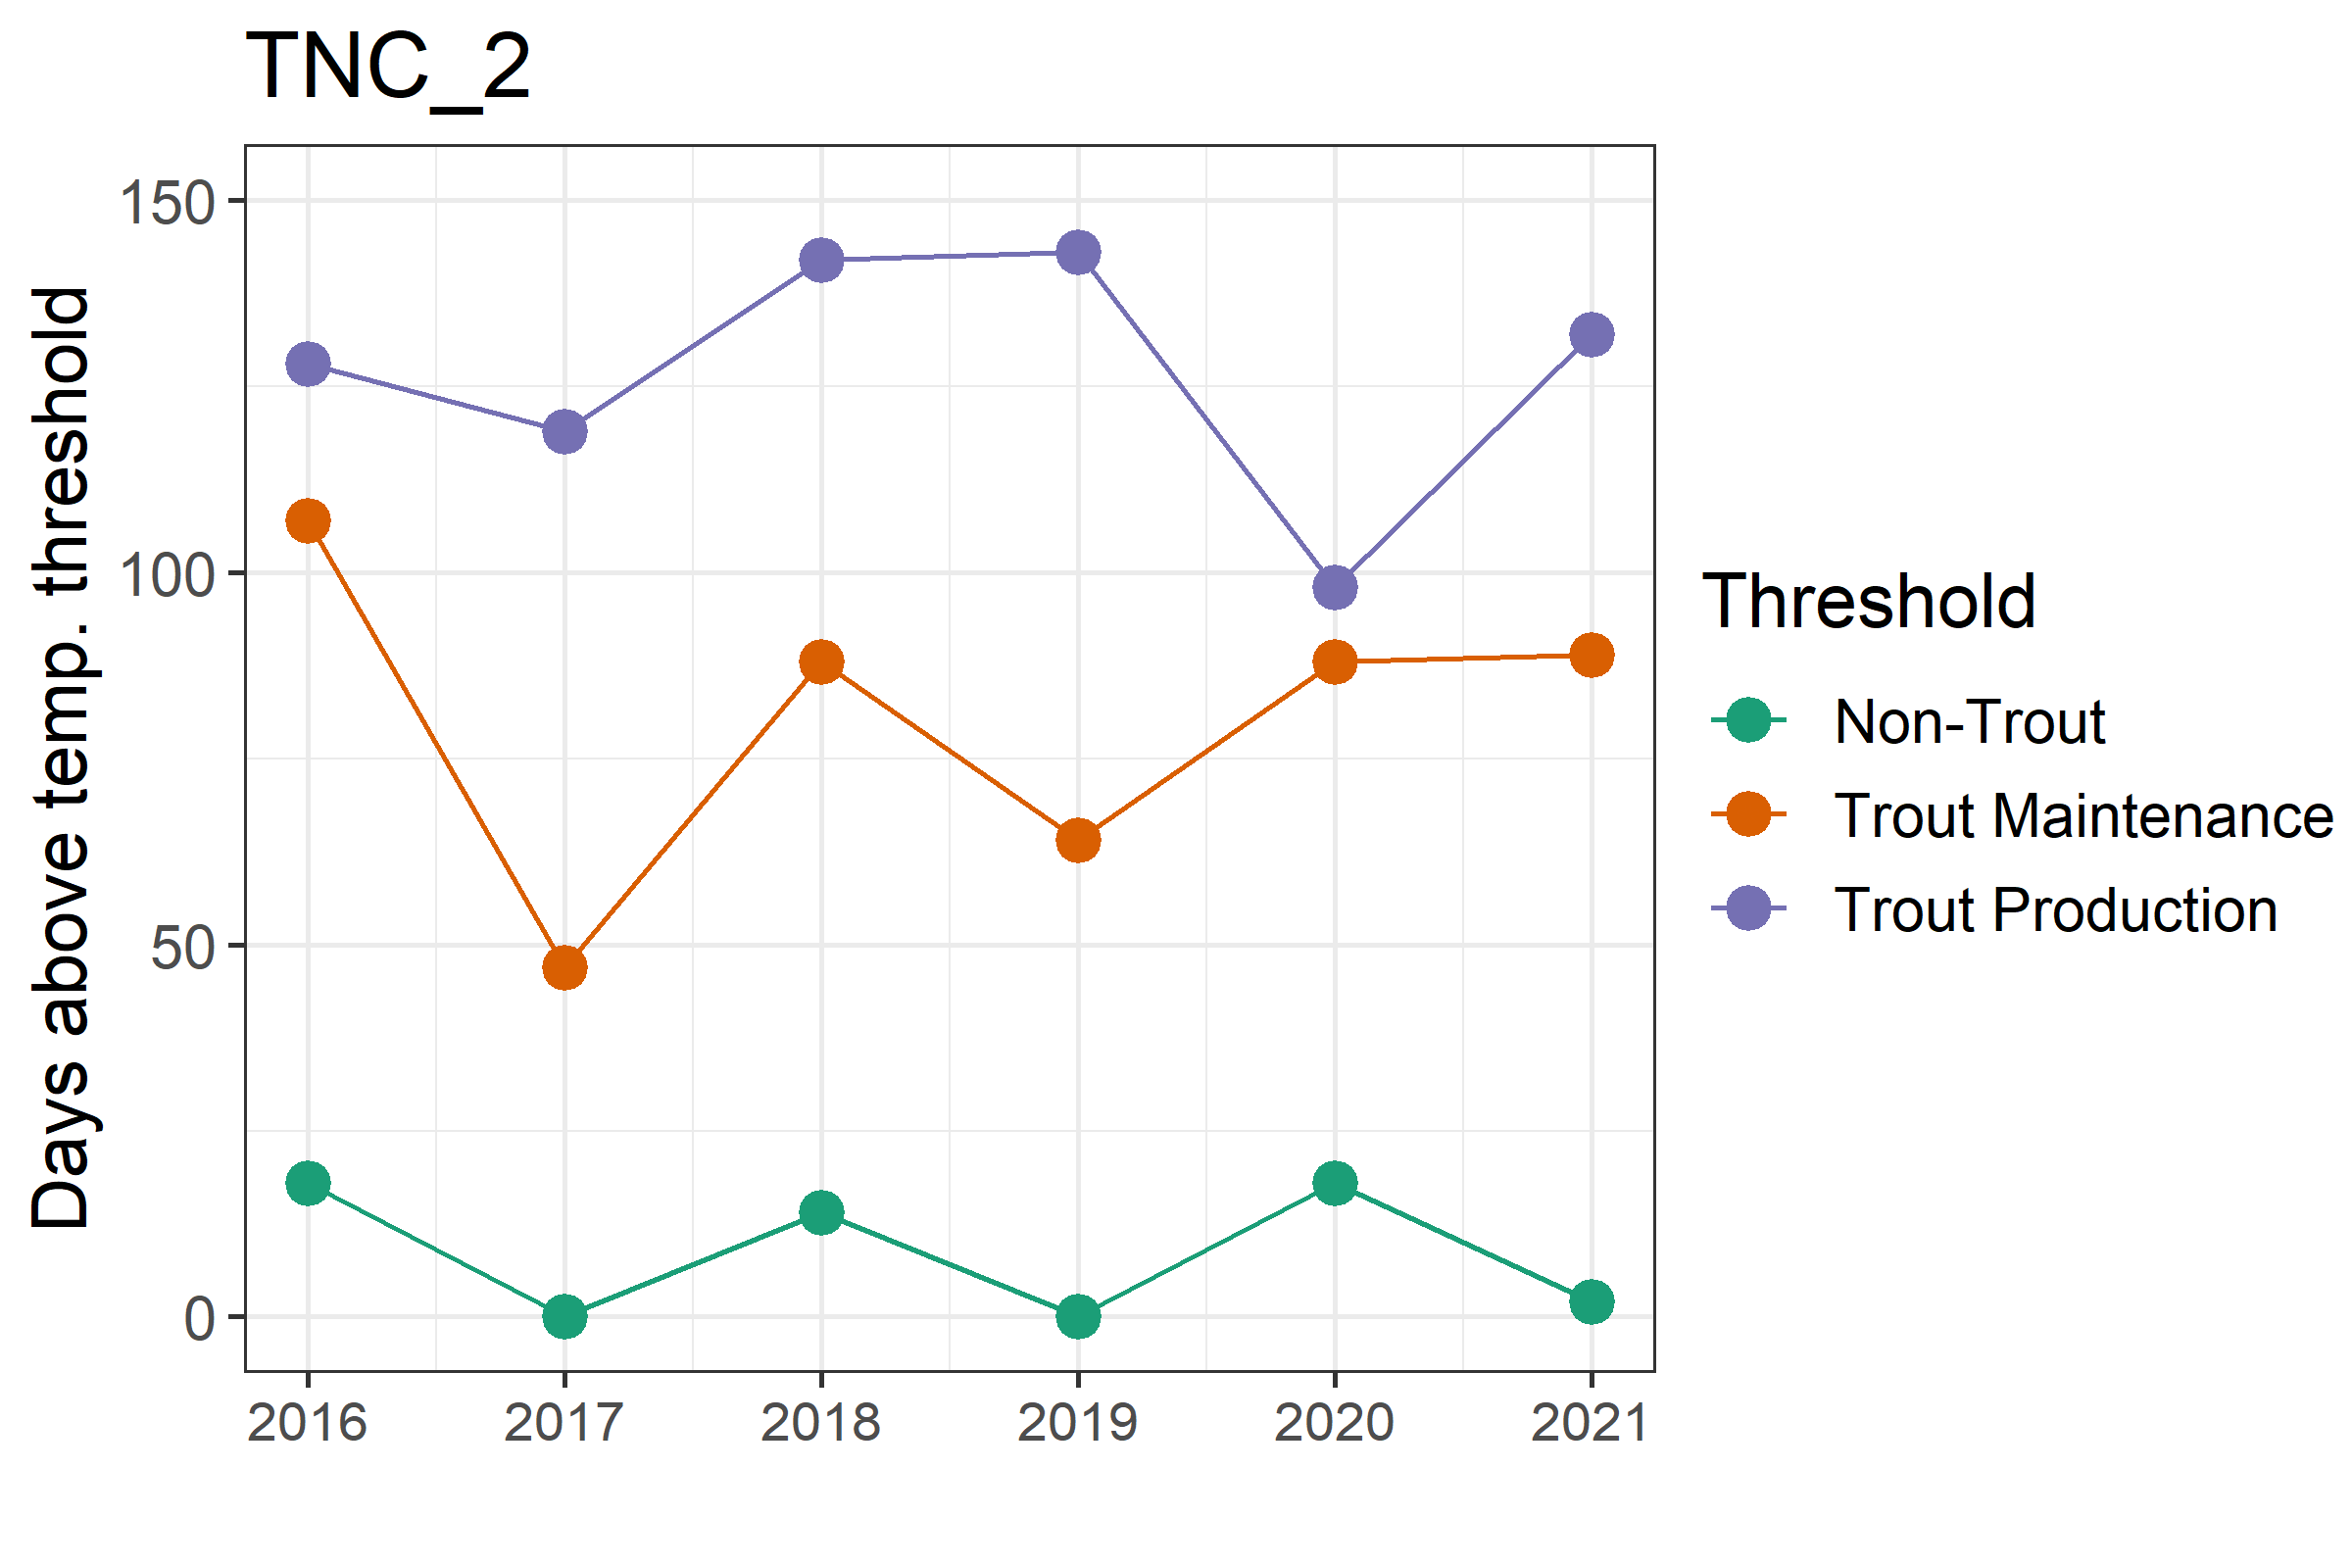 TNC_2
Days above temp. threshold
150
100
50
0
2016 2017 2018 2019 2020 2021
Threshold
Non-Trout
Trout Maintenance
Trout Production